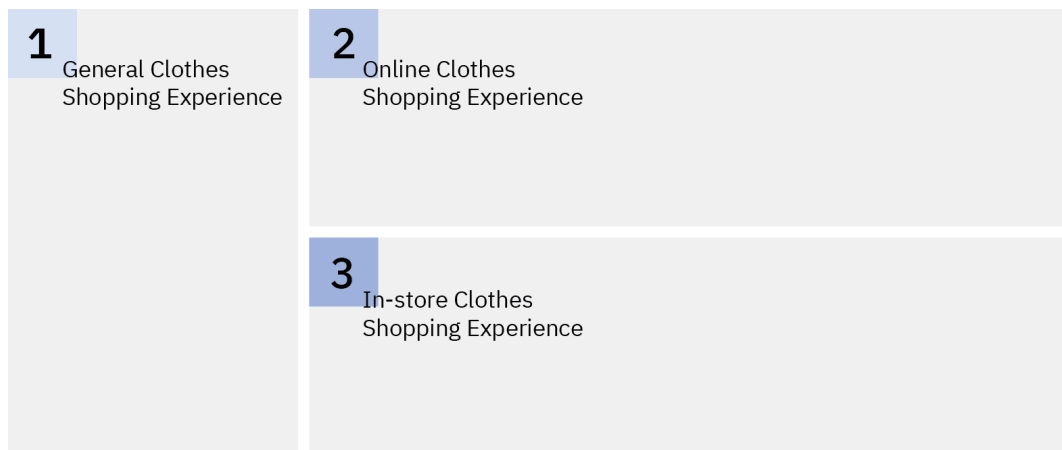 1
General Clothes
Shopping Experience
2
Online Clothes
Shopping Experience
3
In-store Clothes
Shopping Experience